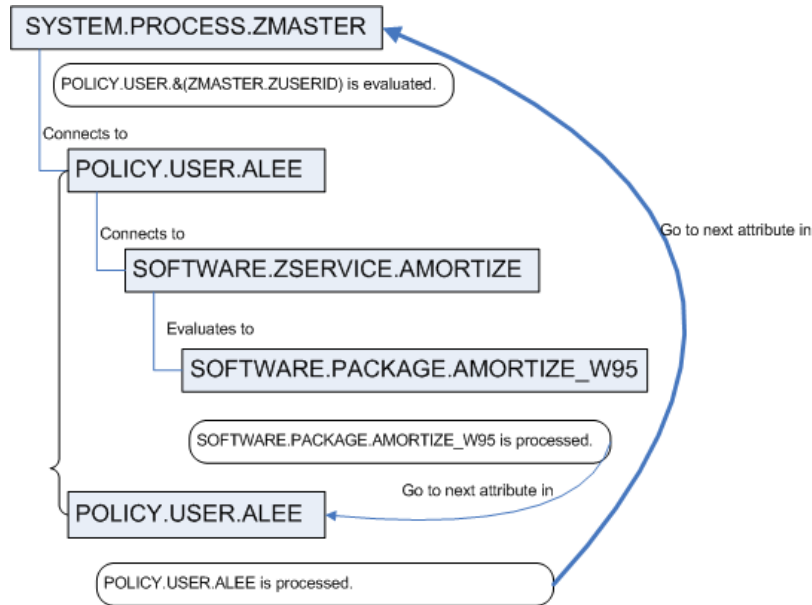 SYSTEM.PROCESS.ZMASTER
POLICY.USER.&(ZMASTER.ZUSERID) is evaluated.
Connects to
POLICY.USER.ALEE
Connects to
Go to next attribute in
SOFTWARE.ZSERVICE.AMORTIZE
Evaluates to
SOFTWARE.PACKAGE.AMORTIZE_W95
SOFTWARE.PACKAGE.AMORTIZE_W95 is processed.
Go to next attribute in
POLICY.USER.ALEE
POLICY.USER.ALEE is processed.